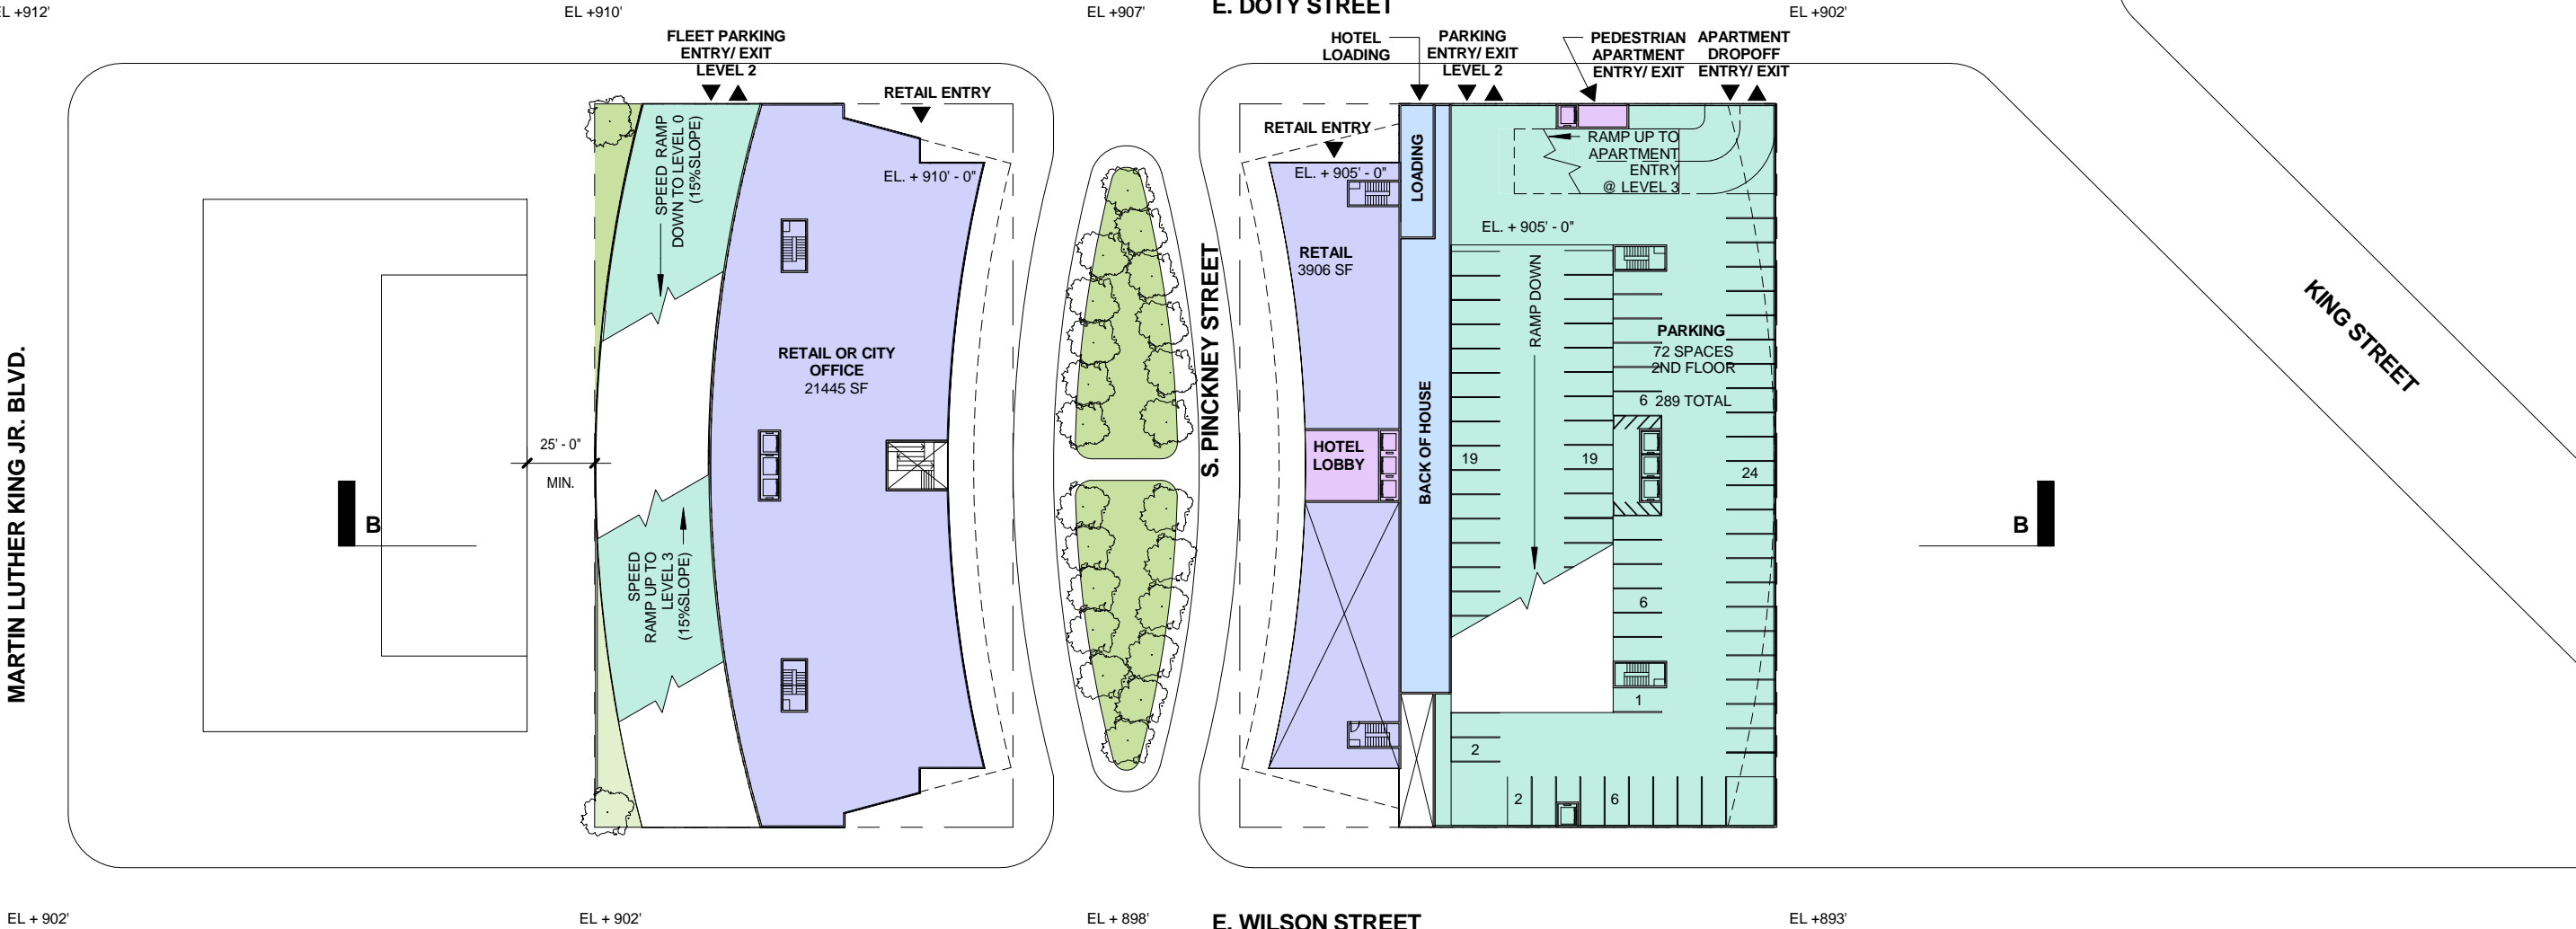 EL +912'
EL +910'
EL +907'
E. DOTY STREET
EL +902'
FLEET PARKING
ENTRY/ EXIT
LEVEL 2
RETAIL ENTRY
HOTEL
LOADING
PARKING
ENTRY/ EXIT
LEVEL 2
PEDESTRIAN
APARTMENT
ENTRY/ EXIT
APARTMENT
DROPOFF
ENTRY/ EXIT
RETAIL ENTRY
SPEED RAMP
DOWN TO LEVEL 0
(15%SLOPE)
EL. + 910' - 0"
EL. + 905' - 0"
LOADING
RAMP UP TO
APARTMENT
ENTRY
@ LEVEL 3
EL. + 905' - 0"
RETAIL
3906 SF
S. PINCKNEY STREET
RAMP DOWN
KING STREET
MARTIN LUTHER KING JR. BLVD.
RETAIL OR CITY
OFFICE
21445 SF
PARKING
72 SPACES
2ND FLOOR
6
289 TOTAL
BACK OF HOUSE
25' - 0"
MIN.
HOTEL
LOBBY
19
19
24
B
B
SPEED
RAMP UP TO
LEVEL 3
(15%SLOPE)
6
1
2
2
6
EL + 902'
EL + 902'
EL + 898'
E. WILSON STREET
EL +893'